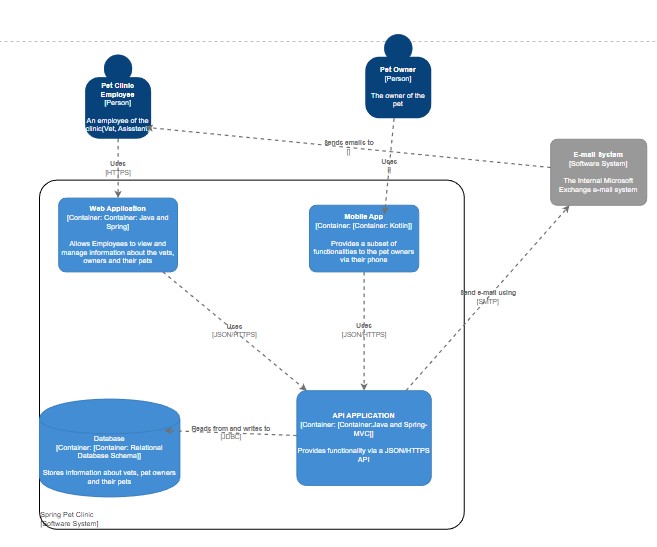 Pet Owner
[Person]
The owner of the
pet
Pet Clinic
Employee
[Person]
An employee of the
clinic(Vet, Assistant)
Sends emails to
[]
Uses
[HTTPS]
Uses
[]
E-mail System
[Software System]
The Internal Microsoft
Exchange e-mail system
Web Application
[Container: Container: Java and
Spring]
Allows Employees to view and
manage information about the vets,
owners and their pets
Mobile App
[Container: [Container: Kotlin]]
Provides a subset of
functionalities to the pet owners
via their phone
Send e-mail using
[SMTP]
Uses
[JSON/HTTPS]
Uses
[JSON/HTTPS]
API APPLICATION
[Container: [Container:Java and Spring-
MVC]]
Provides functionality via a JSON/HTTPS
API
Reads from and writes to
[JDBC]
Database
[Container: [Container: Relational
Database Schema]]
Stores information about vets, pet owners
and their pets
Spring Pet Clinic
[Software System]